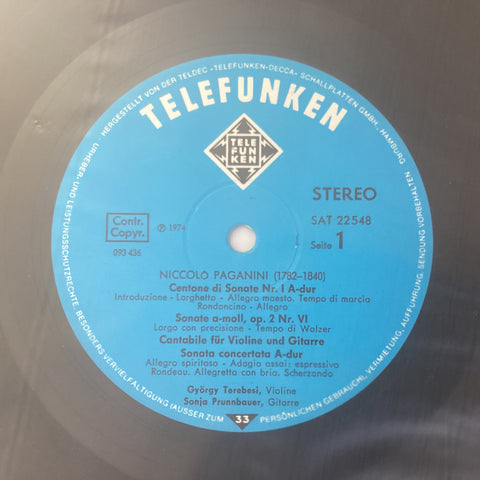 HERGESTELLT VON DER TELDEC »TELEFUNKEN-DECCA« SCHALLPLATTEN GMBH, HAMBURG
URHEBER- UND LEISTUNGSSCHUTZRECHTE, BESONDERS VERVIELFÄLTIGUNG (AUSSER ZUM PERSÖNLICHEN GEBRAUCH), VERMIETUNG, AUFFÜHRUNG, SENDUNG VORBEHALTEN
TELEFUNKEN
TELE
FUN
KEN
STEREO
Contr.
Copyr.
℗ 1974
SAT 22548
093 436
Seite 1
NICCOLÒ PAGANINI (1782-1840)
Centone di Sonate Nr. I A-dur
Introduzione - Larghetto - Allegro maesto. Tempo di marcia
Rondoncino - Allegro
Sonate a-moll, op. 2 Nr. VI
Largo con precisione - Tempo di Walzer
Cantabile für Violine und Gitarre
Sonata concertata A-dur
Allegro spiritoso - Adagio assai: espressivo
Rondeau. Allegretto con bria. Scherzando
György Terebesi, Violine
Sonja Prunnbauer, Gitarre
33